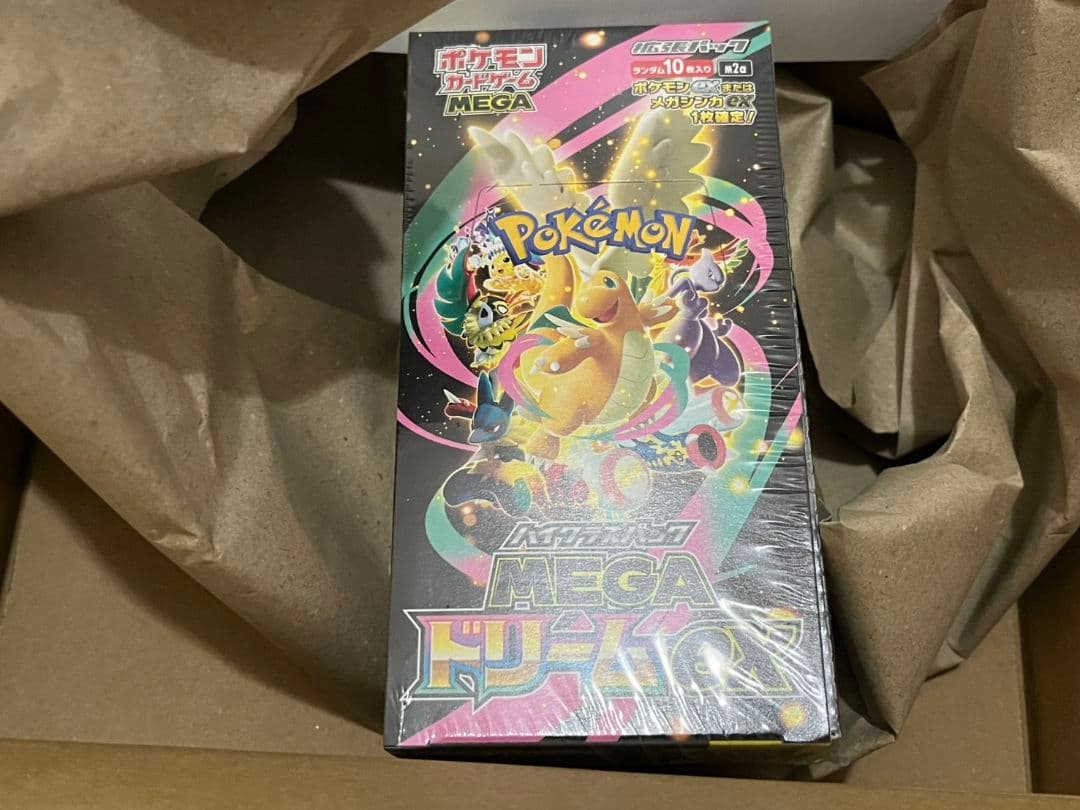 ポケモン
カードゲーム
MEGA
拡張パック
ランダム10枚入り m2a
ポケモンexまたは
メガシンカex
1枚確定!
POKéMON
ハイクラスパック
MEGA
ドリームex